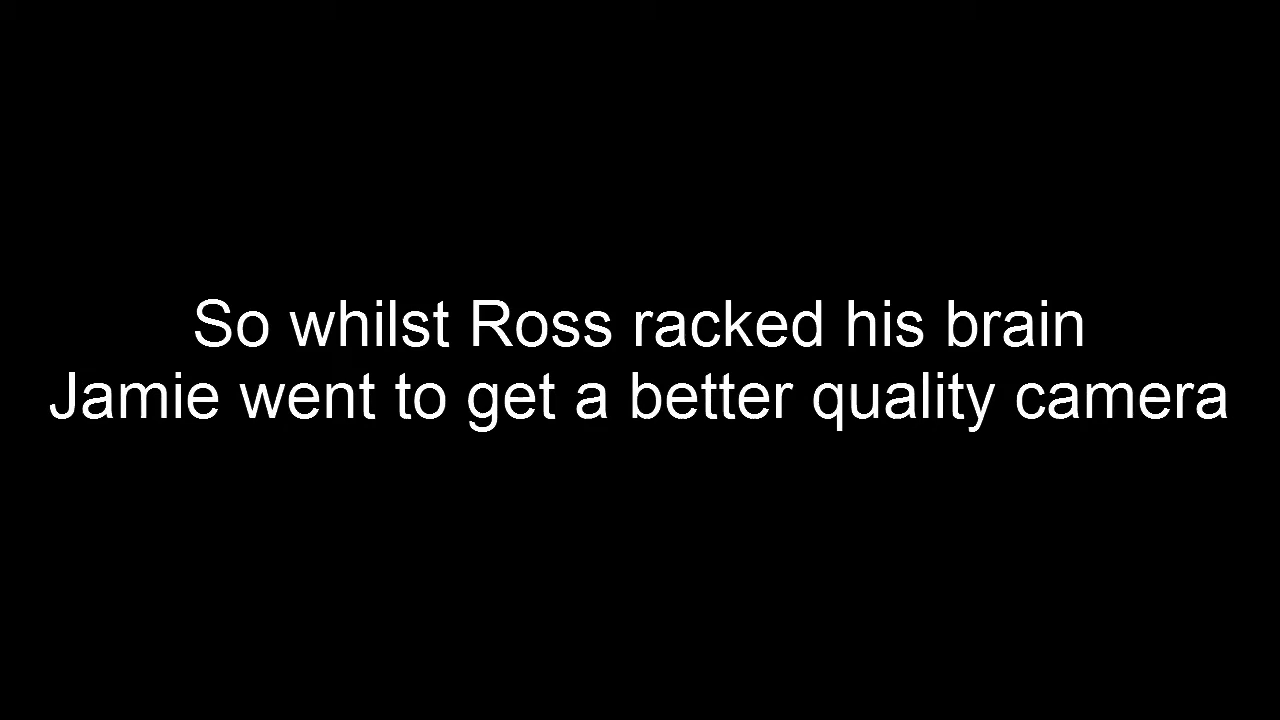 So whilst Ross racked his brain
Jamie went to get a better quality camera